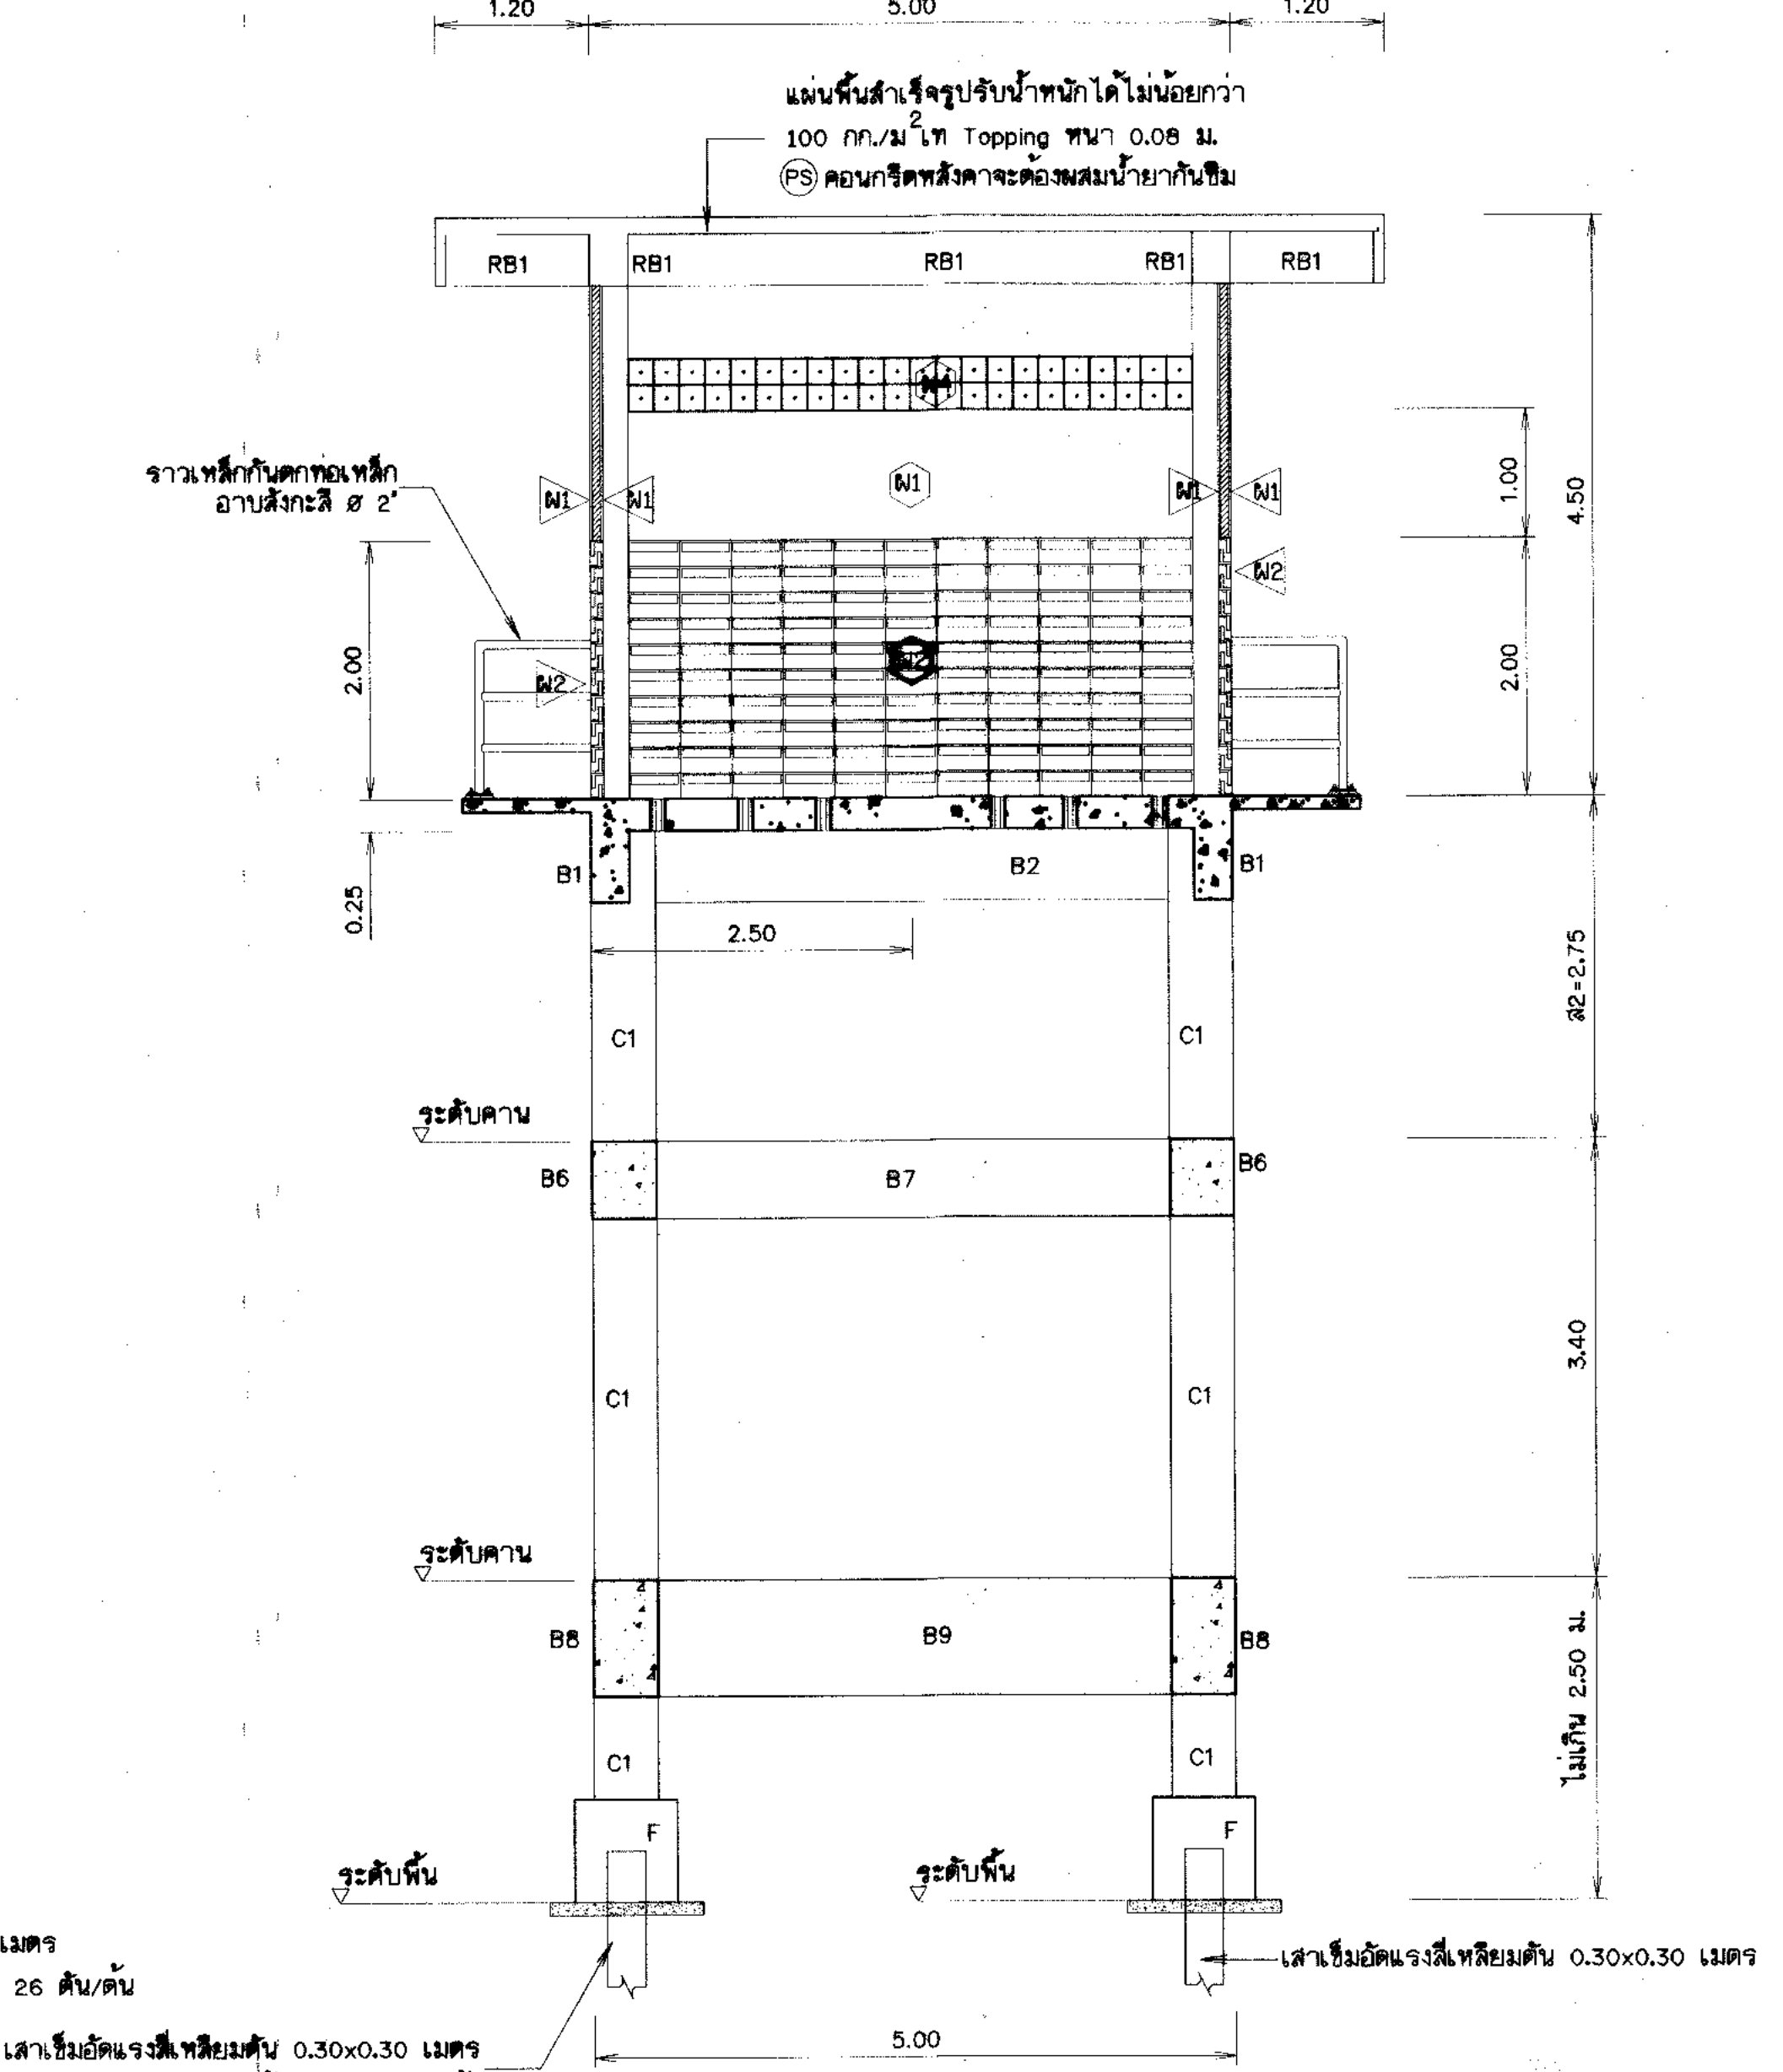 1.20
5.00
1.20
แผ่นพื้นสำเร็จรูปรับน้ำหนักได้ไม่น้อยกว่า
100 กก./ม2 เท Topping หนา 0.08 ม.
PS คอนกรีตหลังคาจะต้องผสมน้ำยากันซึม
RB1
RB1
RB1
RB1
RB1
1.00
4.50
ราวเหล็กกันตกท่อเหล็ก
อาบสังกะสี Ø 2"
ผ1
ผ1
ผ1
ผ1
ผ1
ผ2
2.00
ผ2
ผ2
2.00
0.25
B1
B2
B1
2.50
ส2=2.75
C1
C1
ระดับคาน
B6
B7
B6
3.40
C1
C1
ระดับคาน
B8
B9
B8
ไม่เกิน 2.50 ม.
C1
C1
F
F
ระดับพื้น
ระดับพื้น
เมตร
26 ตัน/ต้น
เสาเข็มอัดแรงสี่เหลี่ยมตัน 0.30x0.30 เมตร
เสาเข็มอัดแรงสี่เหลี่ยมตัน 0.30x0.30 เมตร
5.00